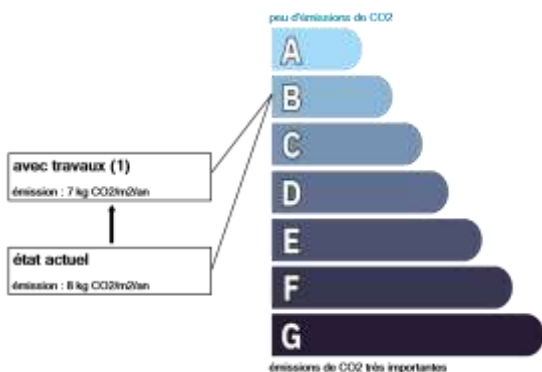 peu d'émissions de CO2
A
B
C
avec travaux (1)
émission : 7 kg CO2/m2/an
D
E
état actuel
émission : 8 kg CO2/m2/an
F
G
émissions de CO2 très importantes